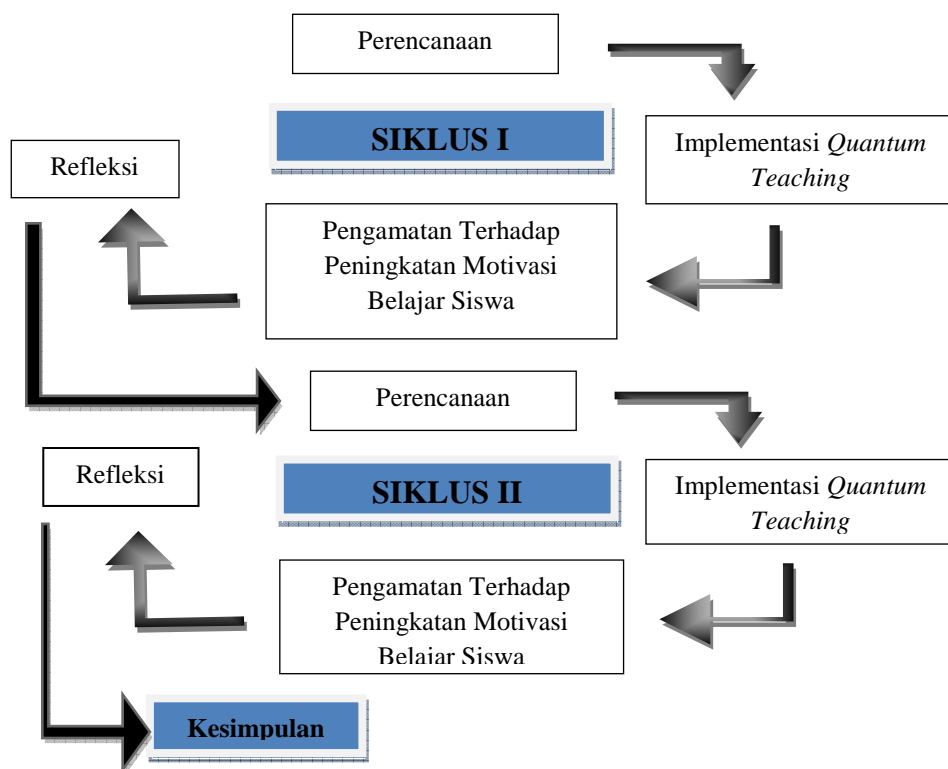 Perencanaan
SIKLUS I
Implementasi Quantum
Teaching
Refleksi
Pengamatan Terhadap
Peningkatan Motivasi
Belajar Siswa
Perencanaan
Refleksi
SIKLUS II
Implementasi Quantum
Teaching
Pengamatan Terhadap
Peningkatan Motivasi
Belajar Siswa
Kesimpulan